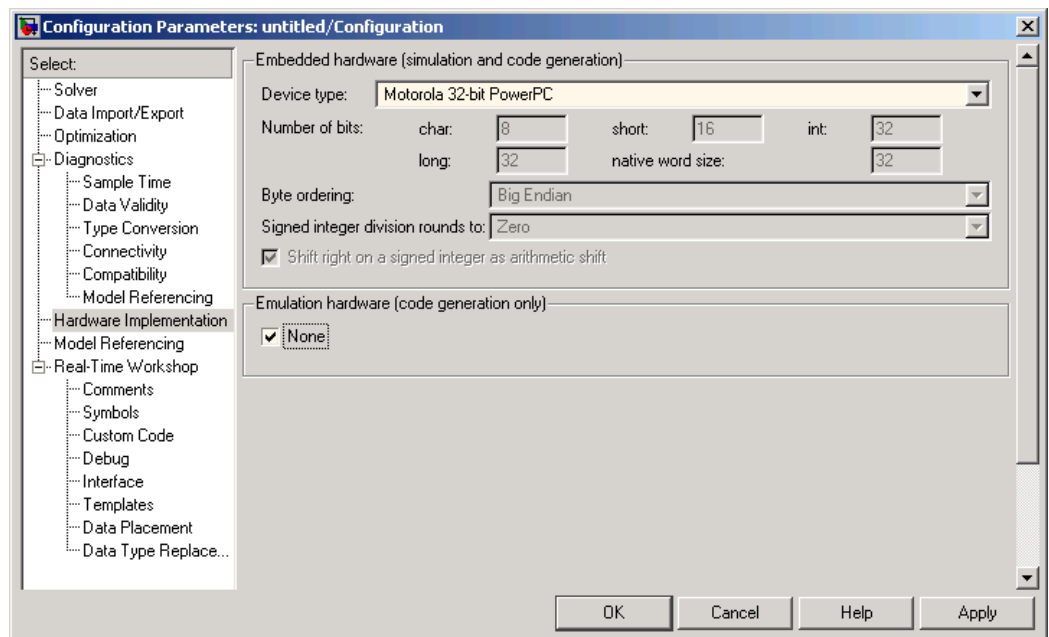 Configuration Parameters: untitled/Configuration
Select:
Solver
Data Import/Export
Optimization
Diagnostics
Sample Time
Data Validity
Type Conversion
Connectivity
Compatibility
Model Referencing
Hardware Implementation
Model Referencing
Real-Time Workshop
Comments
Symbols
Custom Code
Debug
Interface
Templates
Data Placement
Data Type Replace...
Embedded hardware (simulation and code generation)
Device type: Motorola 32-bit PowerPC
Number of bits: char: 8 short: 16 int: 32
long: 32 native word size: 32
Byte ordering: Big Endian
Signed integer division rounds to: Zero
Shift right on a signed integer as arithmetic shift
Emulation hardware (code generation only)
None
OK Cancel Help Apply